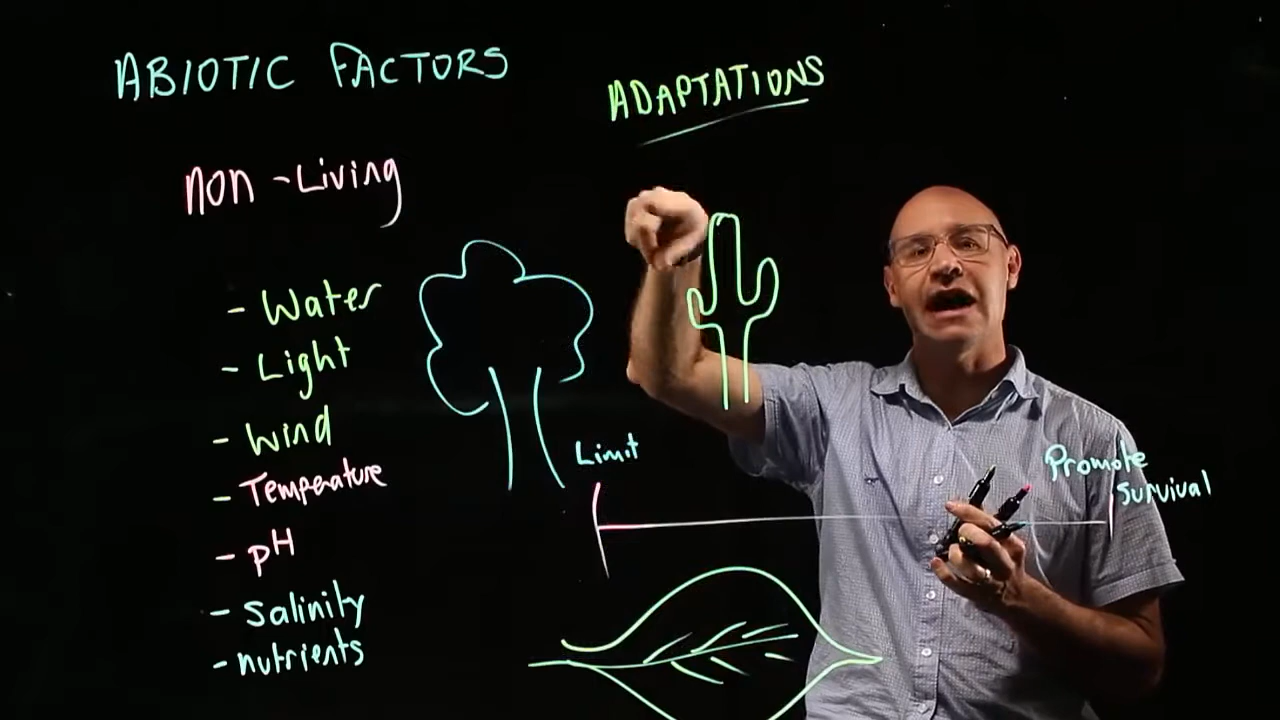 ABIOTIC FACTORS
non-Living
- Water
- Light
- Wind
- Temperature
- pH
- Salinity
- nutrients
ADAPTATIONS
Limit
Promote
Survival